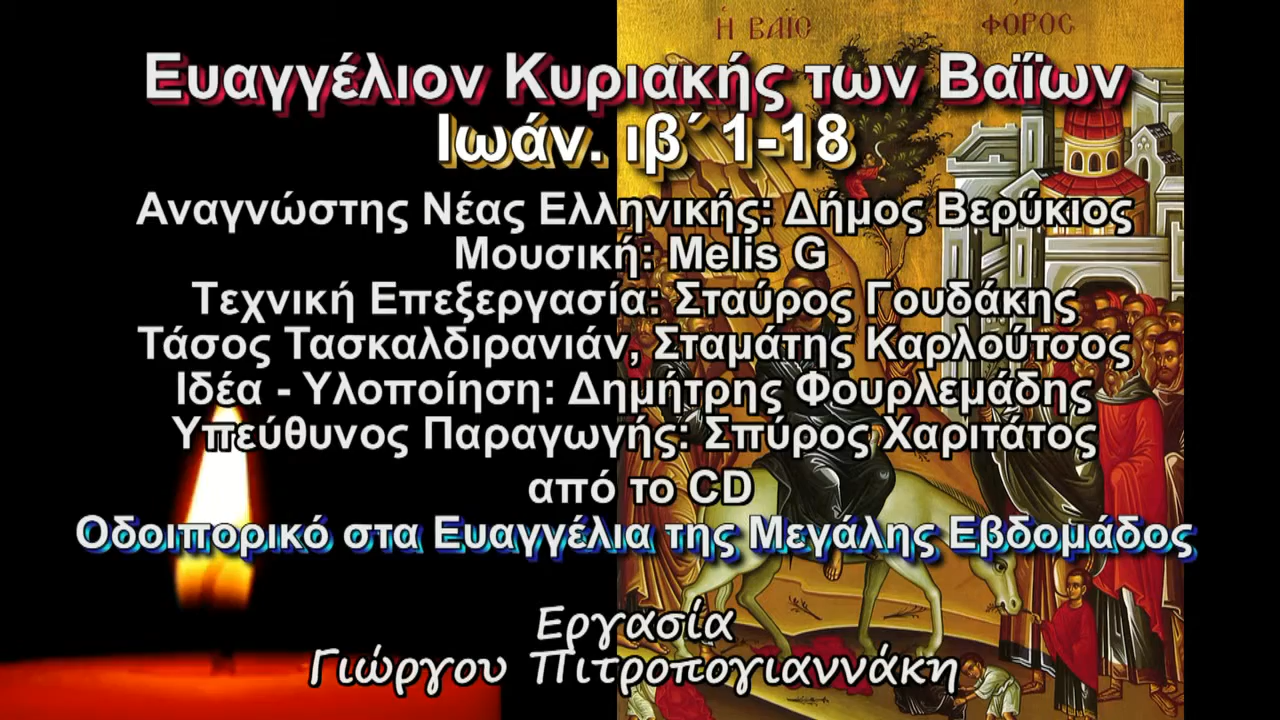 Ἡ ΒΑΪΟΦΟΡΟΣ
Ευαγγέλιον Κυριακής των Βαΐων
Ιωάν. ιβ΄ 1-18
Αναγνώστης Νέας Ελληνικής: Δήμος Βερύκιος
Μουσική: Melis G
Τεχνική Επεξεργασία: Σταύρος Γουδάκης
Τάσος Τασκαλδιρανιάν, Σταμάτης Καρλούτσος
Ιδέα - Υλοποίηση: Δημήτρης Φουρλεμάδης
Υπεύθυνος Παραγωγής: Σπύρος Χαριτάτος
από το CD
Οδοιπορικό στα Ευαγγέλια της Μεγάλης Εβδομάδος
Εργασία
Γιώργου Πιτροπογιαννάκη